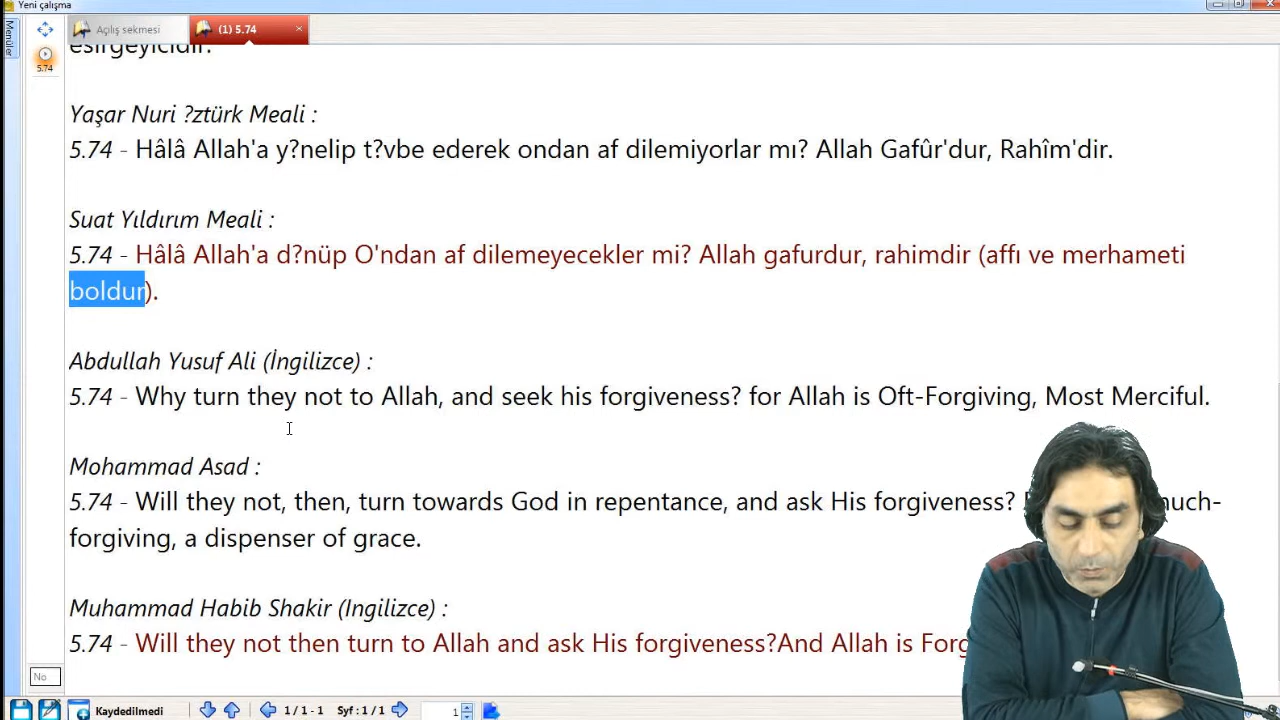 Yeni çalışma
Menüler
Açılış sekmesi
(1) 5.74
5.74
esirgeyicidir.
Yaşar Nuri ?ztürk Meali :
5.74 - Hâlâ Allah'a y?nelip t?vbe ederek ondan af dilemiyorlar mı? Allah Gafûr'dur, Rahîm'dir.
Suat Yıldırım Meali :
5.74 - Hâlâ Allah'a d?nüp O'ndan af dilemeyecekler mi? Allah gafurdur, rahimdir (affı ve merhameti
boldur).
Abdullah Yusuf Ali (İngilizce) :
5.74 - Why turn they not to Allah, and seek his forgiveness? for Allah is Oft-Forgiving, Most Merciful.
Mohammad Asad :
5.74 - Will they not, then, turn towards God in repentance, and ask His forgiveness?
forgiving, a dispenser of grace.
Muhammad Habib Shakir (Ingilizce) :
5.74 - Will they not then turn to Allah and ask His forgiveness?And Allah is
No
Kaydedilmedi
1 / 1 - 1
Syf : 1 / 1
1